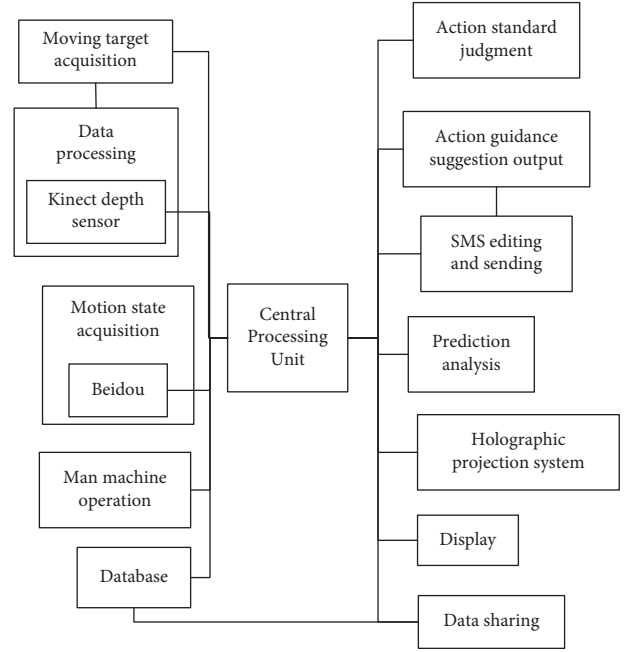 Moving target
acquisition
Data
processing
Kinect depth
sensor
Motion state
acquisition
Beidou
Man machine
operation
Database
Central
Processing
Unit
Action standard
judgment
Action guidance
suggestion output
SMS editing
and sending
Prediction
analysis
Holographic
projection system
Display
Data sharing